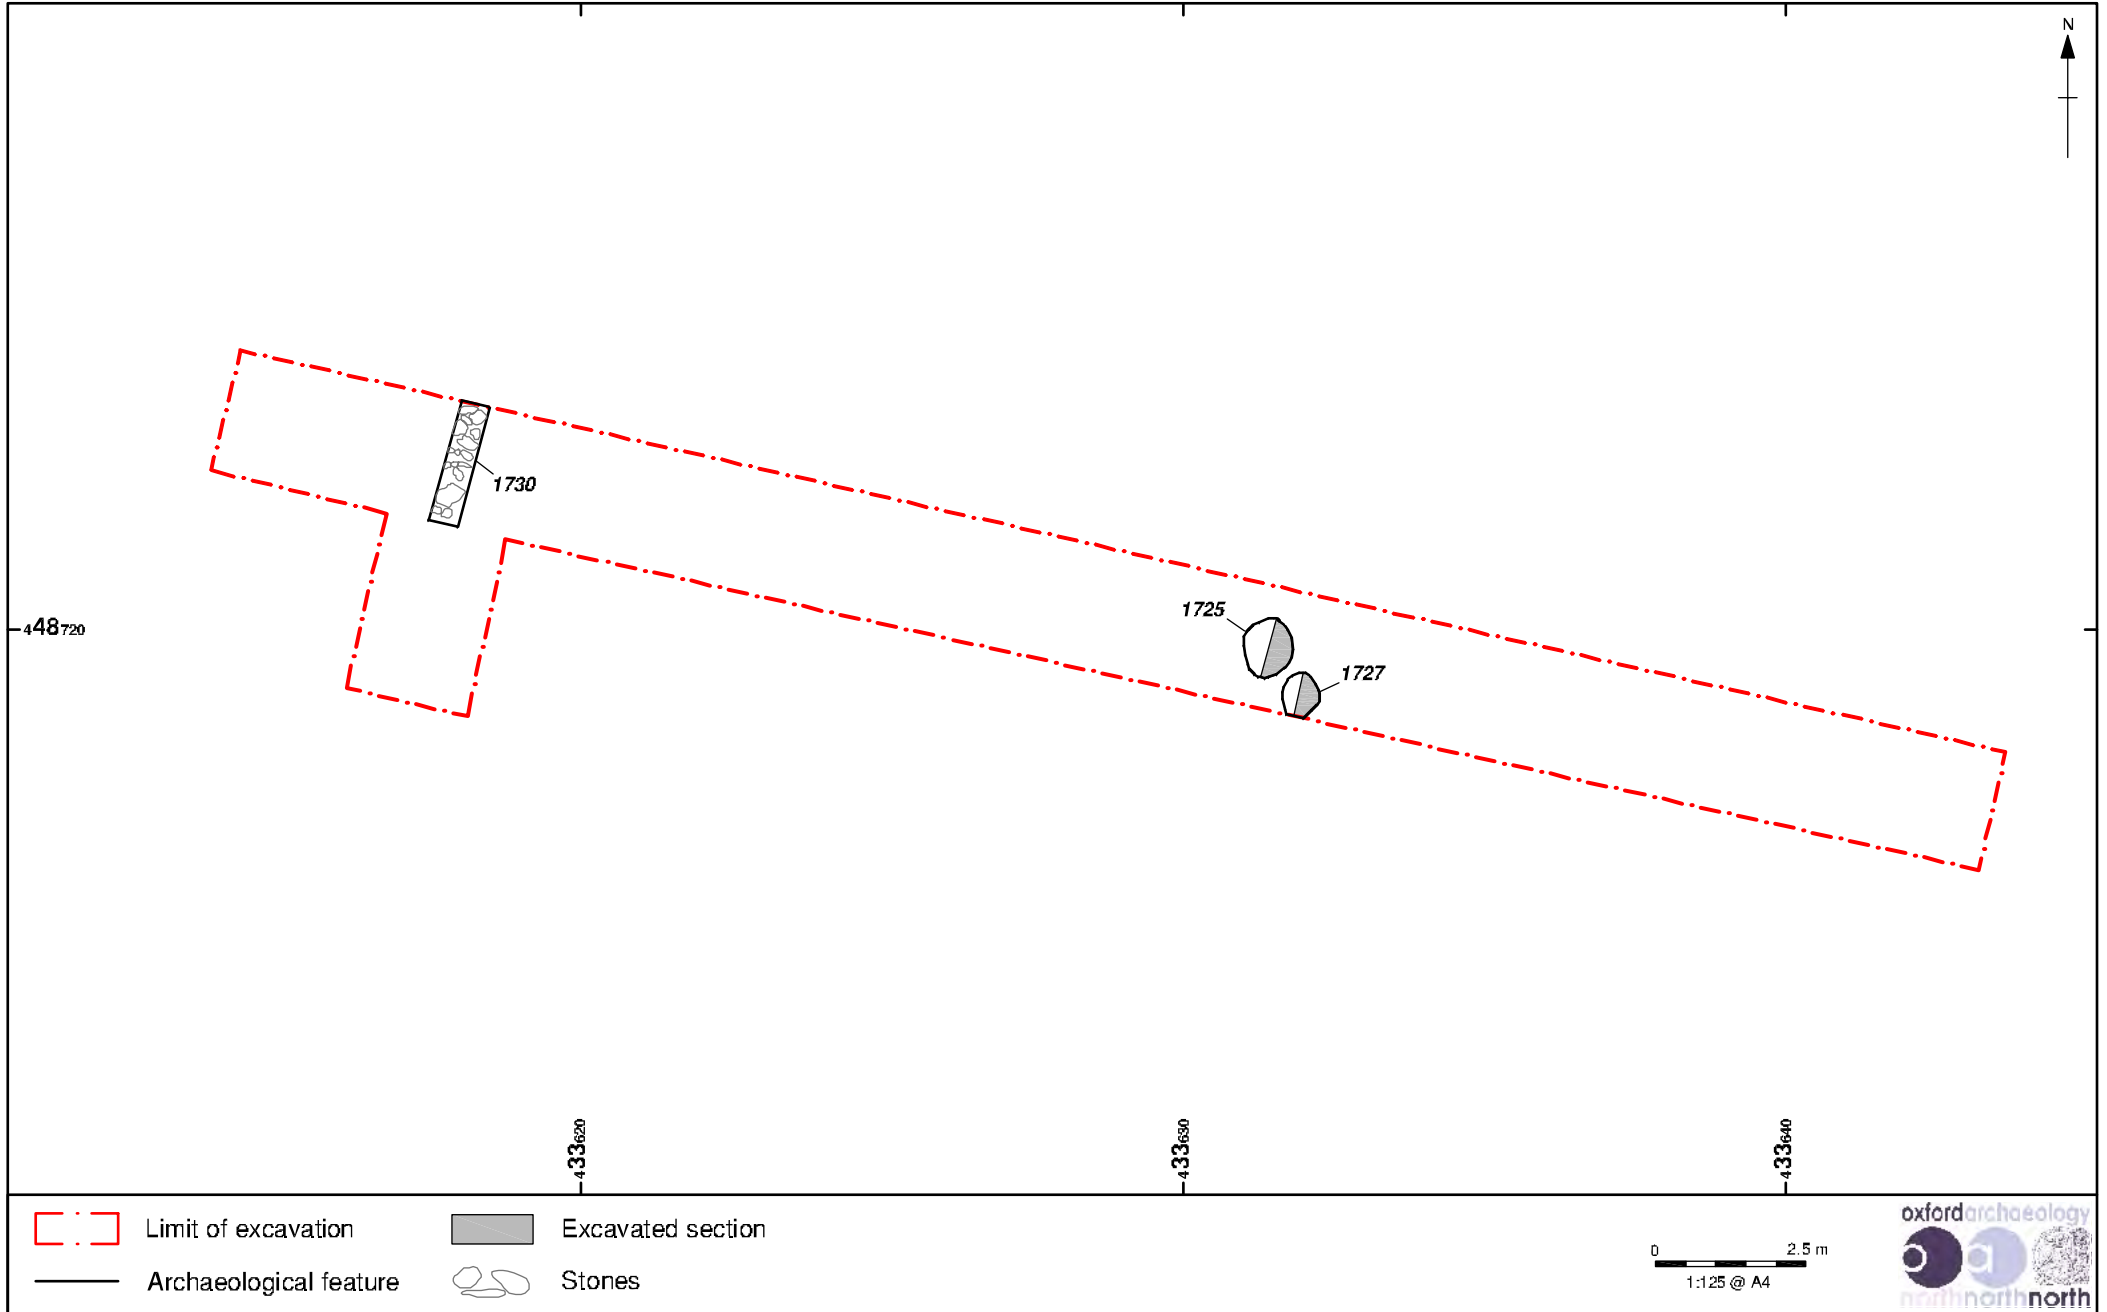 N
1730
1725
1727
448720
433620
433630
433640
Limit of excavation
Excavated section
Archaeological feature
Stones
0 2.5 m
1:125 @ A4
oxfordarchaeology
northnorthnorth